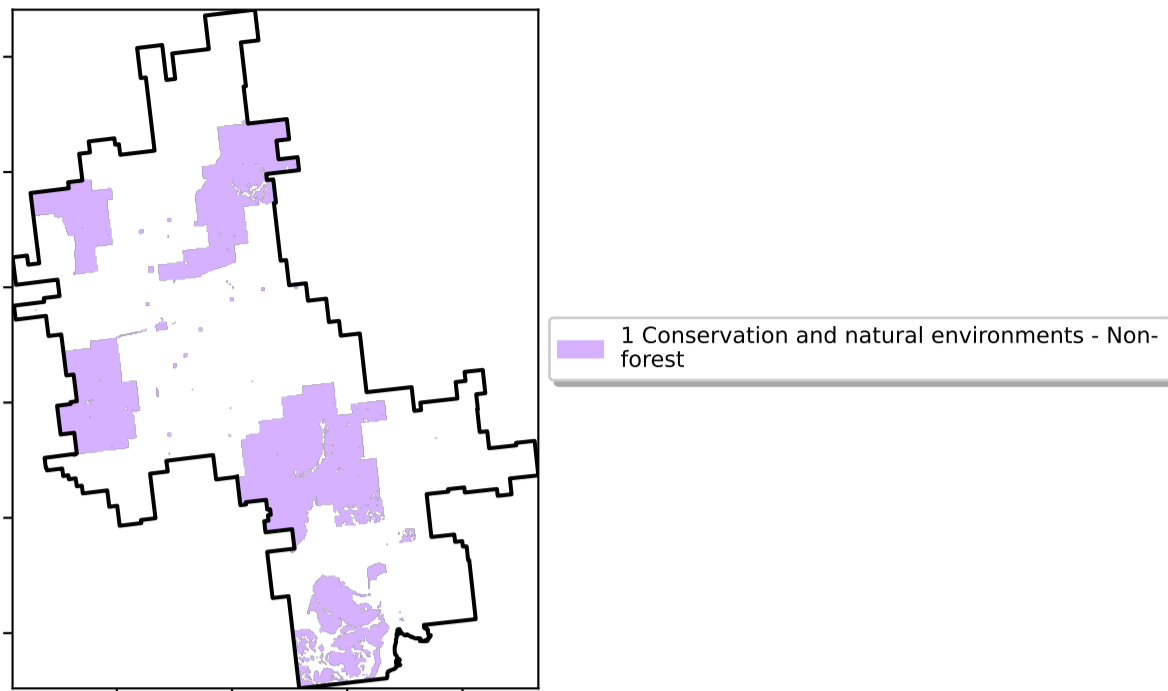 1 Conservation and natural environments - Non-
forest